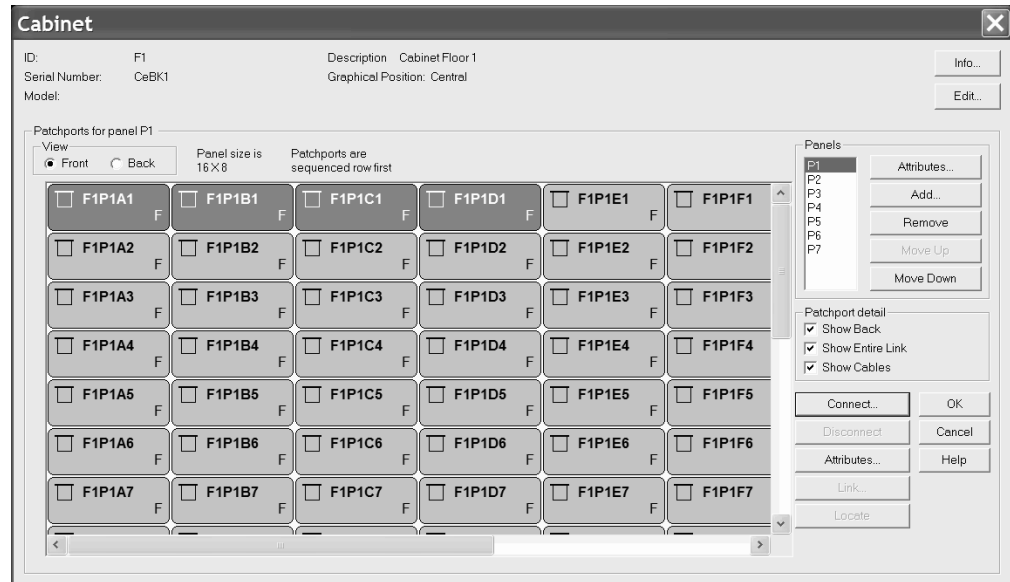 Cabinet
ID: F1 Description Cabinet Floor 1 Info...
Serial Number: CeBK1 Graphical Position: Central
Model: Edit...
Patchports for panel P1
View
Front Back
Panel size is
16×8
Patchports are
sequenced row first
F1P1A1 F F1P1B1 F F1P1C1 F F1P1D1 F F1P1E1 F F1P1F1
F1P1A2 F F1P1B2 F F1P1C2 F F1P1D2 F F1P1E2 F F1P1F2
F1P1A3 F F1P1B3 F F1P1C3 F F1P1D3 F F1P1E3 F F1P1F3
F1P1A4 F F1P1B4 F F1P1C4 F F1P1D4 F F1P1E4 F F1P1F4
F1P1A5 F F1P1B5 F F1P1C5 F F1P1D5 F F1P1E5 F F1P1F5
F1P1A6 F F1P1B6 F F1P1C6 F F1P1D6 F F1P1E6 F F1P1F6
F1P1A7 F F1P1B7 F F1P1C7 F F1P1D7 F F1P1E7 F F1P1F7
Panels
P1
P2
P3
P4
P5
P6
P7
Attributes...
Add...
Remove
Move Up
Move Down
Patchport detail
Show Back
Show Entire Link
Show Cables
Connect... OK
Disconnect Cancel
Attributes... Help
Link...
Locate